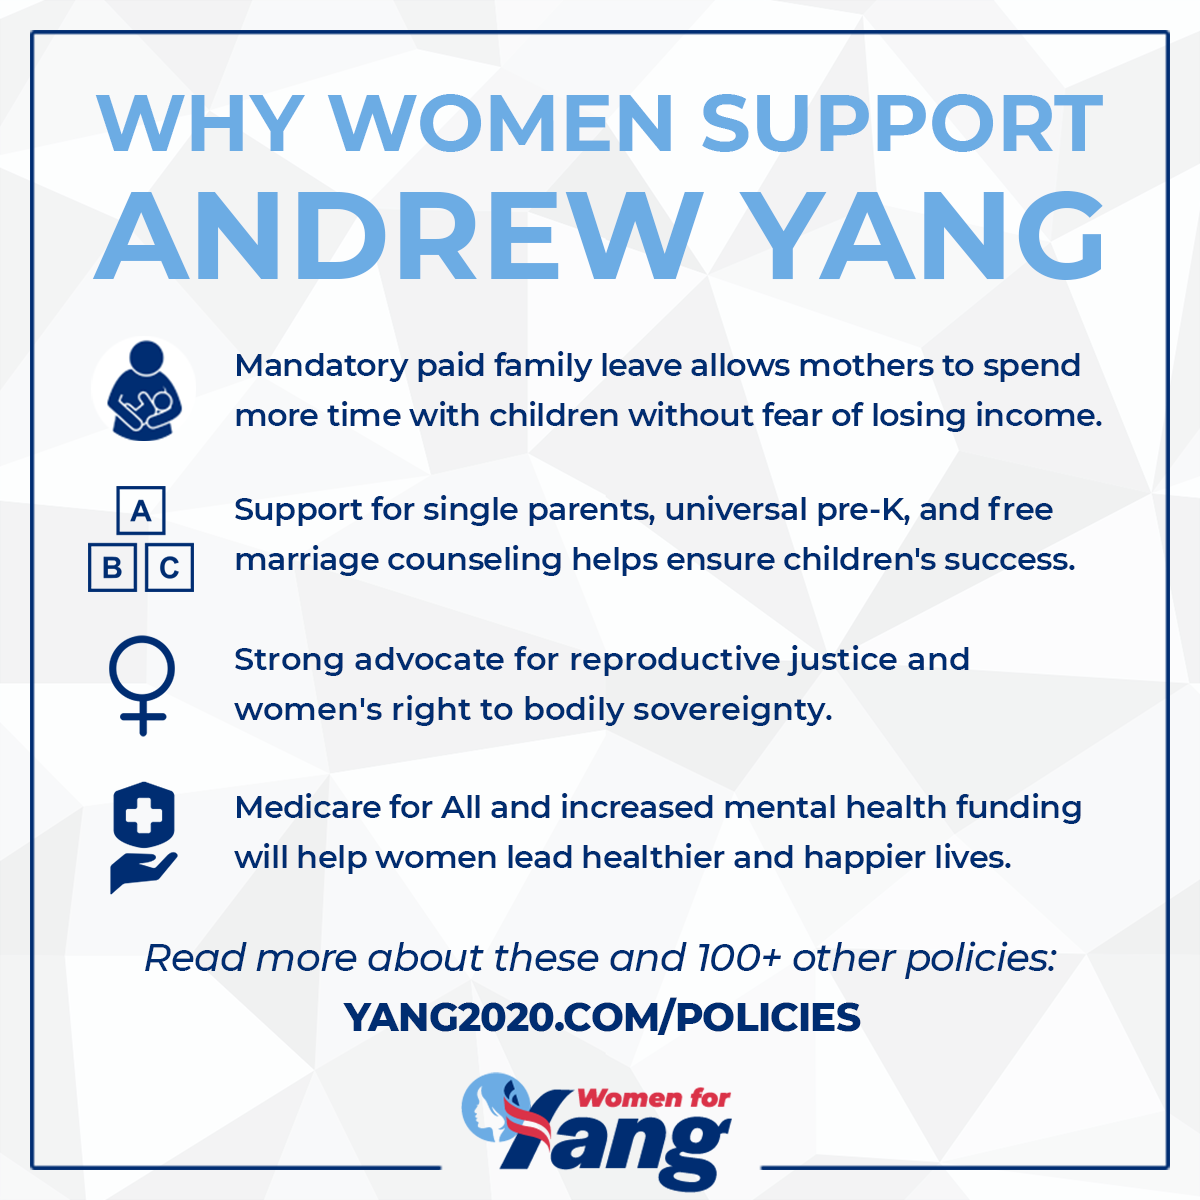 WHY WOMEN SUPPORT
ANDREW YANG
Mandatory paid family leave allows mothers to spend
more time with children without fear of losing income.
A
B C
Support for single parents, universal pre-K, and free
marriage counseling helps ensure children's success.
Strong advocate for reproductive justice and
women's right to bodily sovereignty.
Medicare for All and increased mental health funding
will help women lead healthier and happier lives.
Read more about these and 100+ other policies:
YANG2020.COM/POLICIES
Women for
Yang